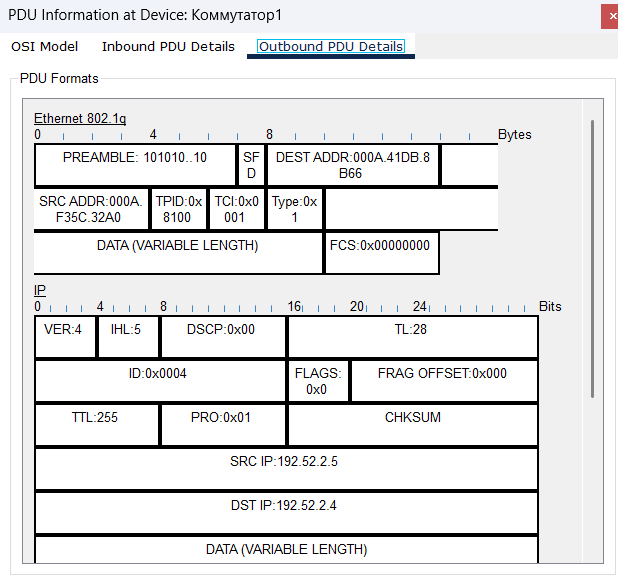 PDU Information at Device: Коммутатор1
×
OSI Model Inbound PDU Details Outbound PDU Details
PDU Formats
Ethernet 802.1q
0 4 8 Bytes
PREAMBLE: 101010..10 SF DEST ADDR:000A.41DB.8
D B66
SRC ADDR:000A. TPID:0x TCI:0x0 Type:0x
F35C.32A0 8100 001 1
DATA (VARIABLE LENGTH) FCS:0x00000000
IP
0 4 8 16 20 24 Bits
VER:4 IHL:5 DSCP:0x00 TL:28
ID:0x0004 FLAGS: FRAG OFFSET:0x000
0x0
TTL:255 PRO:0x01 CHKSUM
SRC IP:192.52.2.5
DST IP:192.52.2.4
DATA (VARIABLE LENGTH)